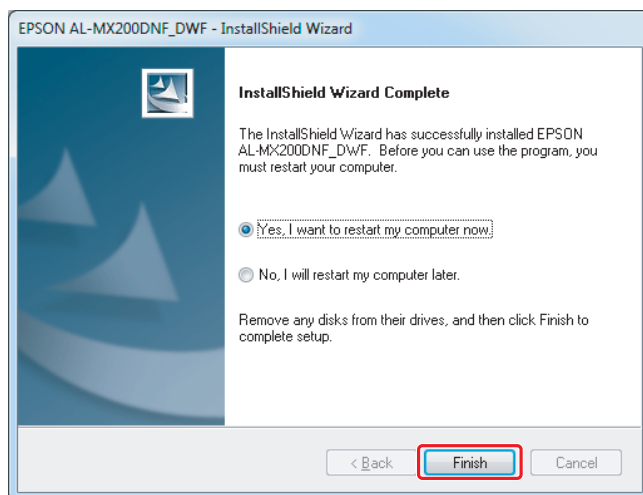 EPSON AL-MX200DNF_DWF - InstallShield Wizard
InstallShield Wizard Complete
The InstallShield Wizard has successfully installed EPSON
AL-MX200DNF_DWF. Before you can use the program, you
must restart your computer.
Yes, I want to restart my computer now.
No, I will restart my computer later.
Remove any disks from their drives, and then click Finish to
complete setup.
< Back Finish Cancel